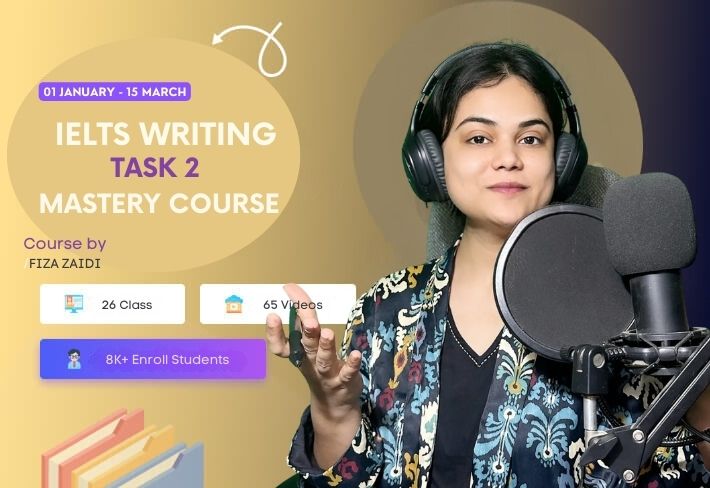 01 JANUARY - 15 MARCH
IELTS WRITING
TASK 2
MASTERY COURSE
Course by
FIZA ZAIDI
26 Class
65 Videos
8K+ Enroll Students